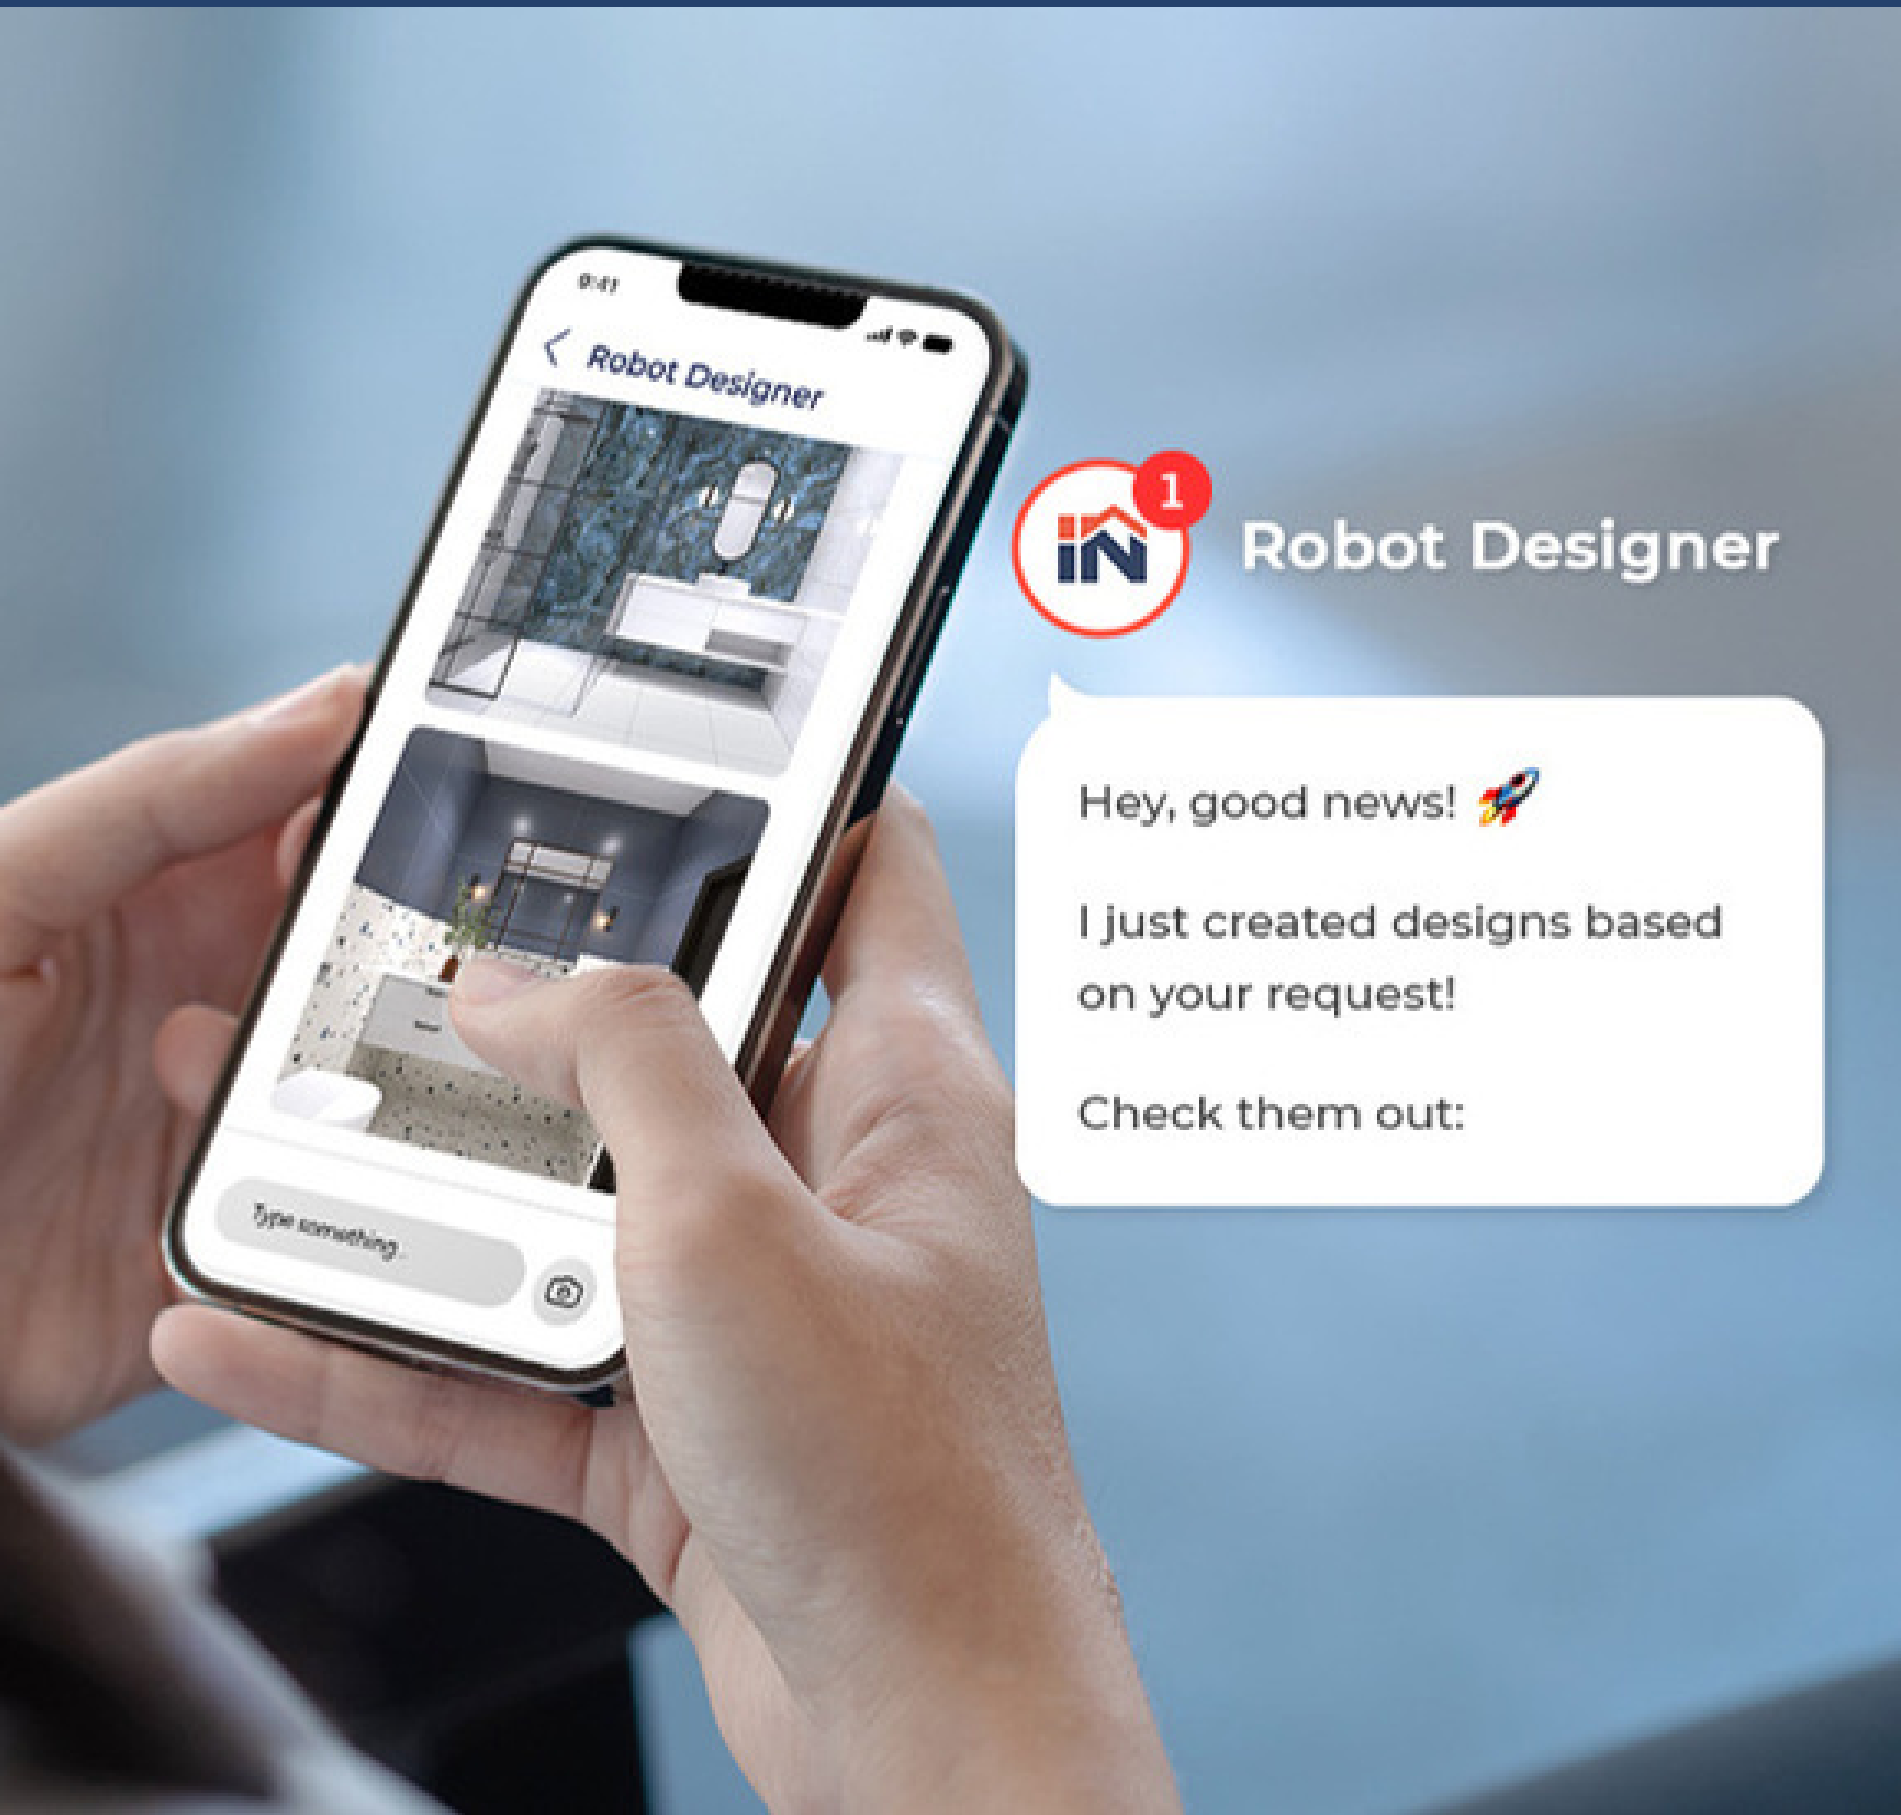 9:41
Robot Designer
Type something
IN
1
Robot Designer
Hey, good news! 🚀
I just created designs based
on your request!
Check them out: